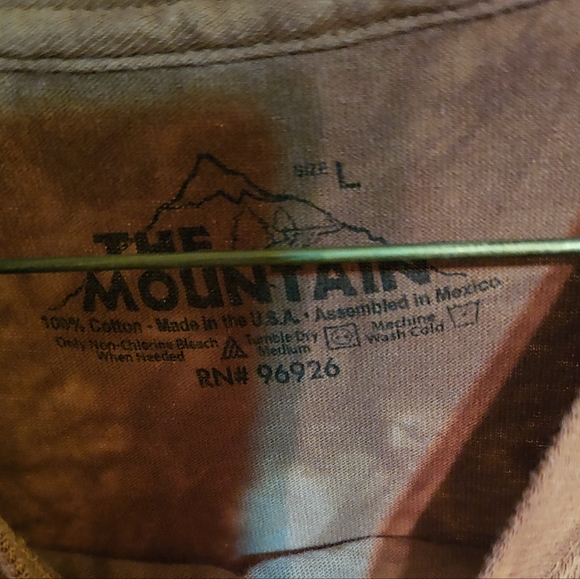 SIZE L
THE
MOUNTAIN
100% Cotton - Made in the U.S.A. • Assembled in Mexico
Only Non-Chlorine Bleach When Needed
Tumble Dry Medium
Machine Wash Cold
RN# 96926